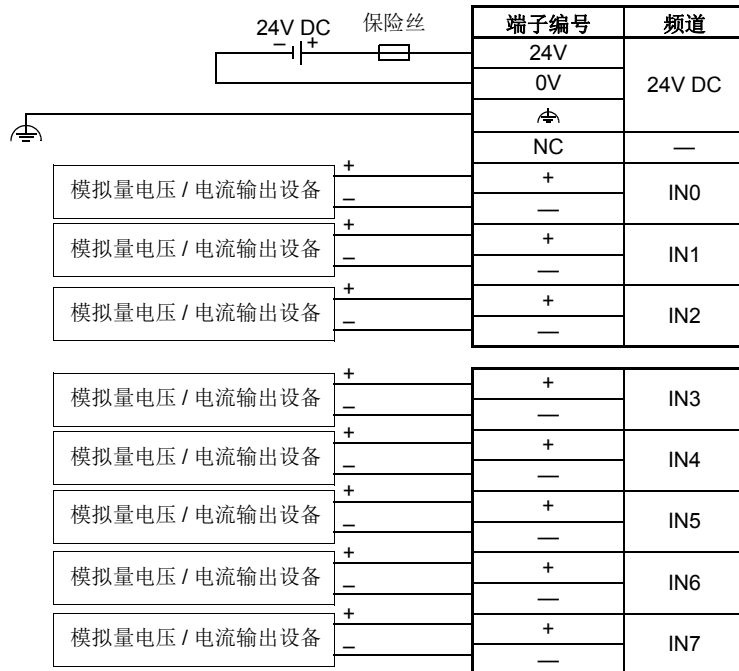 24V DC 保险丝 端子编号 频道
− + 24V 24V DC
0V
NC —
模拟量电压 / 电流输出设备 + + IN0
– —
模拟量电压 / 电流输出设备 + + IN1
– —
模拟量电压 / 电流输出设备 + + IN2
– —
模拟量电压 / 电流输出设备 + + IN3
– —
模拟量电压 / 电流输出设备 + + IN4
– —
模拟量电压 / 电流输出设备 + + IN5
– —
模拟量电压 / 电流输出设备 + + IN6
– —
模拟量电压 / 电流输出设备 + + IN7
– —